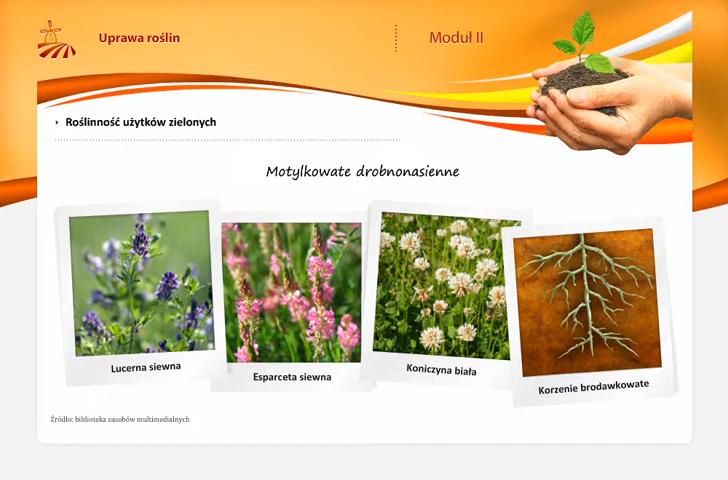 Uprawa roślin
Moduł II
Roślinność użytków zielonych
Motylkowate drobnonasienne
Lucerna siewna
Esparceta siewna
Koniczyna biała
Korzenie brodawkowate
Źródło: biblioteka zasobów multimedialnych